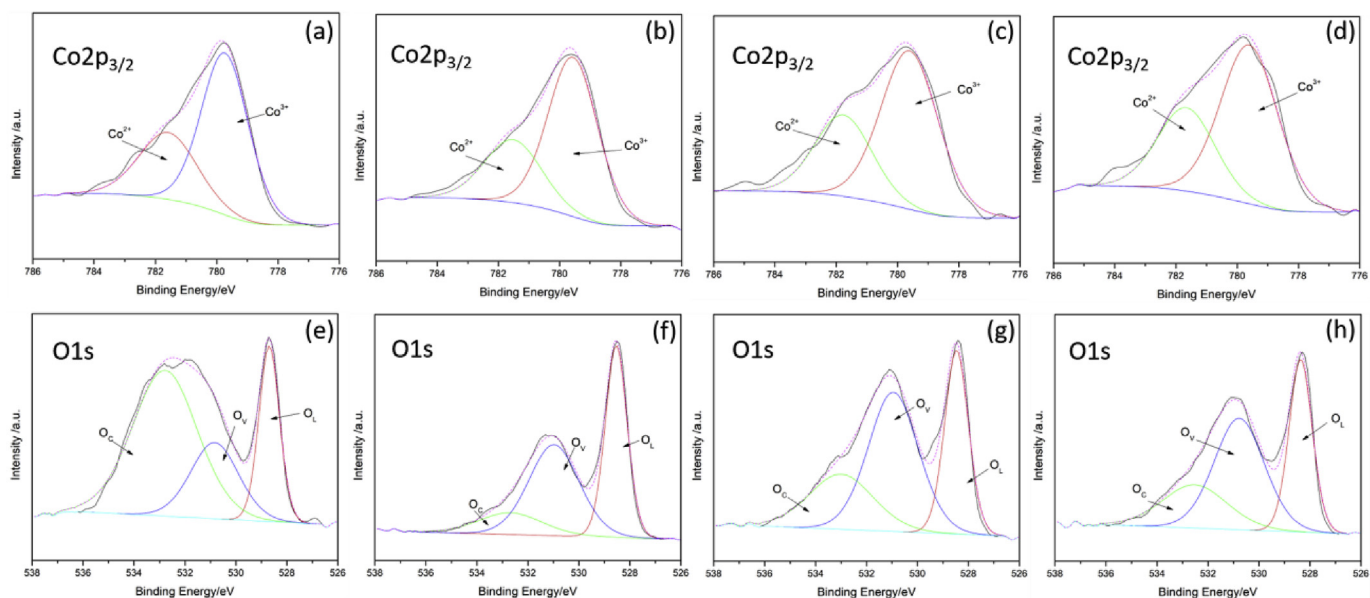 (a)
Co2p3/2
Co2+
Co3+
Intensity /a.u.
786 784 782 780 778 776
Binding Energy/eV
(b)
Co2p3/2
Co2+
Co3+
Intensity /a.u.
786 784 782 780 778 776
Binding Energy/eV
(c)
Co2p3/2
Co2+
Co3+
Intensity /a.u.
786 784 782 780 778 776
Binding Energy/eV
(d)
Co2p3/2
Co2+
Co3+
Intensity /a.u.
786 784 782 780 778 776
Binding Energy/eV
(e)
O1s
OC
OV
OL
Intensity/a.u.
538 536 534 532 530 528 526
Binding Energy/eV
(f)
O1s
OC
OV
OL
Intensity/a.u.
538 536 534 532 530 528 526
Binding Energy/eV
(g)
O1s
OC
OV
OL
Intensity/a.u.
538 536 534 532 530 528 526
Binding Energy/eV
(h)
O1s
OC
OV
OL
Intensity/a.u.
538 536 534 532 530 528 526
Binding Energy/eV